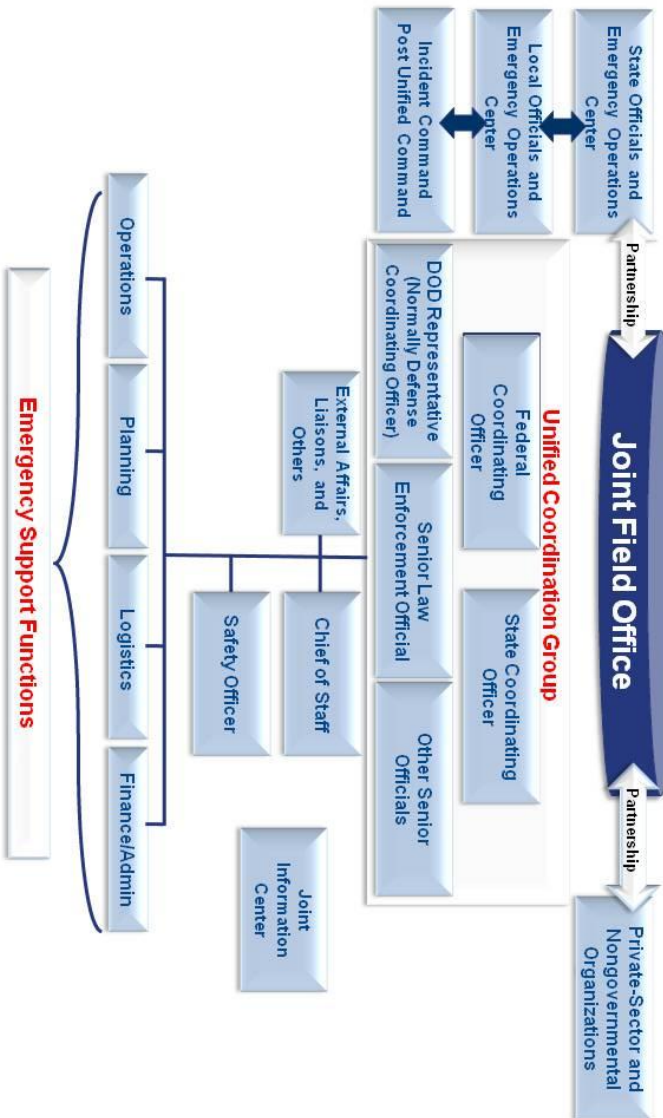 Joint Field Office
State Officials and
Emergency Operations
Center
Partnership
Partnership
Private-Sector and
Nongovernmental
Organizations
Local Officials and
Emergency Operations
Center
Incident Command
Post Unified Command
Unified Coordination Group
Federal
Coordinating
Officer
State Coordinating
Officer
DOD Representative
(Normally Defense
Coordinating Officer)
Senior Law
Enforcement Official
Other Senior
Officials
External Affairs,
Liaisons, and
Others
Chief of Staff
Safety Officer
Joint
Information
Center
Operations
Planning
Logistics
Finance/Admin
Emergency Support Functions